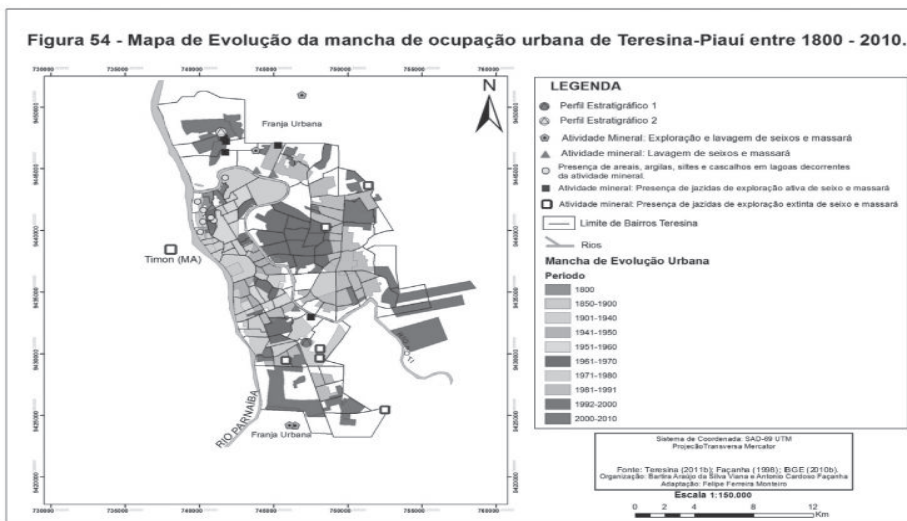 Figura 54 - Mapa de Evolução da mancha de ocupação urbana de Teresina-Piauí entre 1800 - 2010.
N
Franja Urbana
Timon (MA)
RIO POTI
RIO PARNAÍBA
Franja Urbana
LEGENDA
Perfil Estratigráfico 1
Perfil Estratigráfico 2
Atividade Mineral: Exploração e lavagem de seixos e massará
Atividade mineral: Lavagem de seixos e massará
Presença de areais, argilas, siltes e cascalhos em lagoas decorrentes
da atividade mineral.
Atividade mineral: Presença de jazidas de exploração ativa de seixo e massará
Atividade mineral: Presença de jazidas de exploração extinta de seixo e massará
Limite de Bairros Teresina
Rios
Mancha de Evolução Urbana
Periodo
1800
1850-1900
1901-1940
1941-1950
1951-1960
1961-1970
1971-1980
1981-1991
1992-2000
2000-2010
Sistema de Coordenada: SAD-69 UTM
ProjeçãoTransversa Mercator
Fonte: Teresina (2011b); Façanha (1998); IBGE (2010b).
Organização: Bartira Araújo da Silva Viana e Antonio Cardoso Façanha
Adaptação: Felipe Ferreira Monteiro
Escala 1:150.000
0 2 4 6 8 12
Km